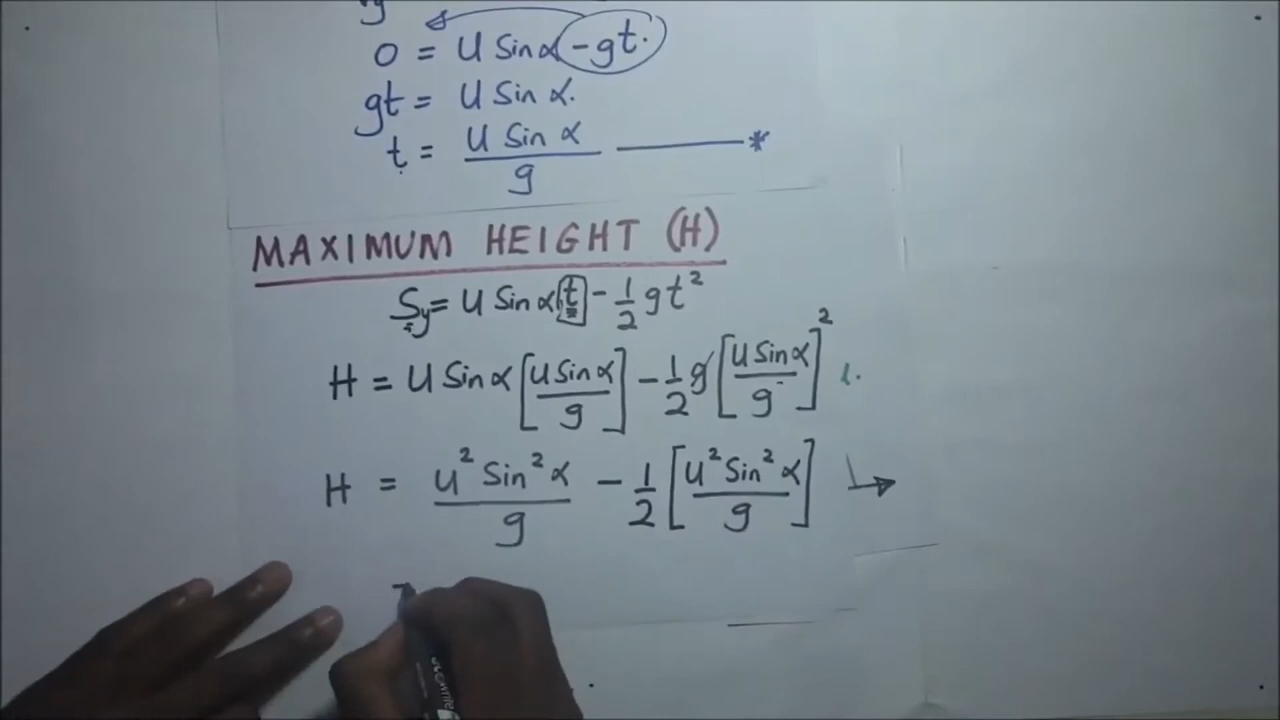 y
0 = U Sin α - gt.
gt = U Sin α.
t = U Sin α / g ———*
MAXIMUM HEIGHT (H)
Sy = U Sin α t - 1/2 gt²
H = U Sin α [U Sin α / g] - 1/2 g [U Sin α / g]²
H = U² Sin² α / g - 1/2 [U² Sin² α / g] →